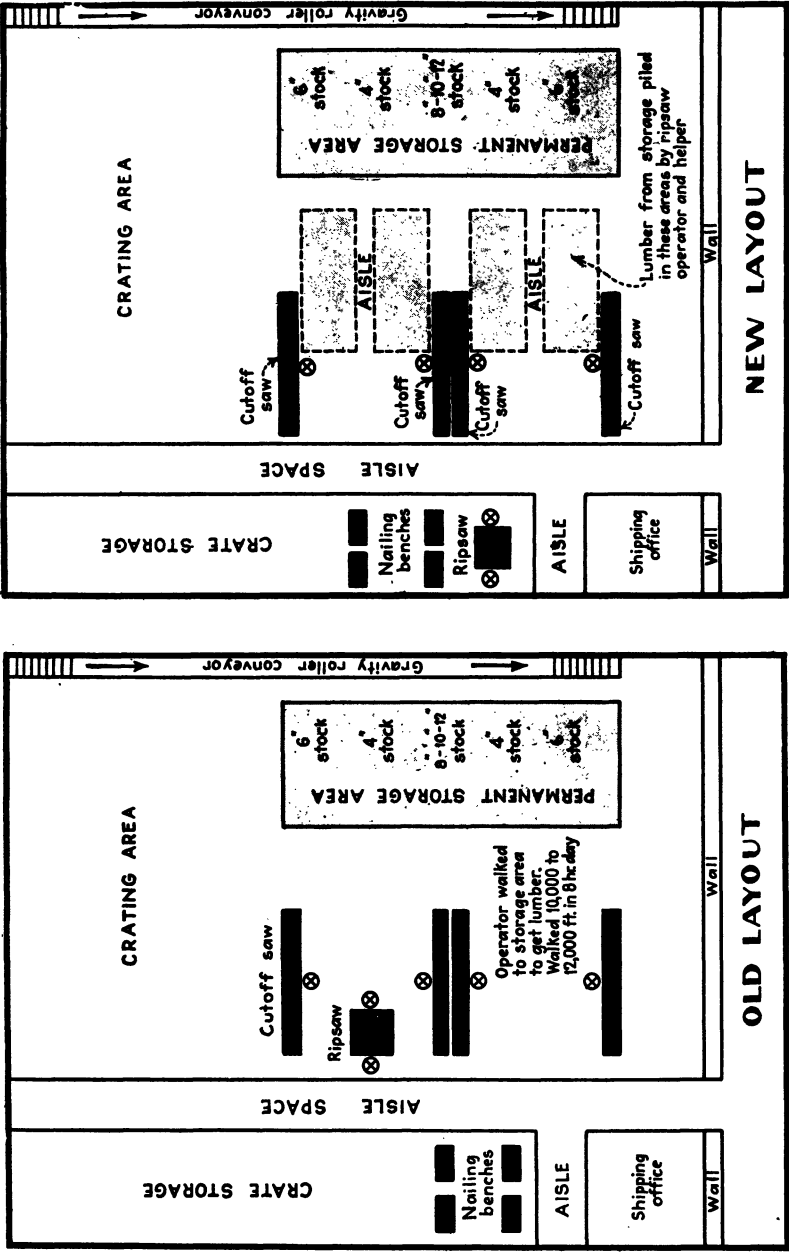 Gravity roller conveyor
6"
stock
4"
stock
8"-10"-12"
stock
4"
stock
6"
stock
PERMANENT STORAGE AREA
CRATING AREA
AISLE
AISLE
Lumber from storage piled
in these areas by ripsaw
operator and helper
Wall
Cutoff
saw
Cutoff
saw
Cutoff
saw
Cutoff saw
AISLE SPACE
CRATE STORAGE
Nailing
benches
Ripsaw
AISLE
Shipping
office
Wall
NEW LAYOUT
Gravity roller conveyor
6"
stock
4"
stock
8"-10"-12"
stock
4"
stock
6"
stock
PERMANENT STORAGE AREA
CRATING AREA
Operator walked
to storage area
to get lumber.
Walked 10,000 to
12,000 ft. in 8 hr. day
Wall
Cutoff saw
Ripsaw
AISLE SPACE
CRATE STORAGE
Nailing
benches
AISLE
Shipping
office
Wall
OLD LAYOUT